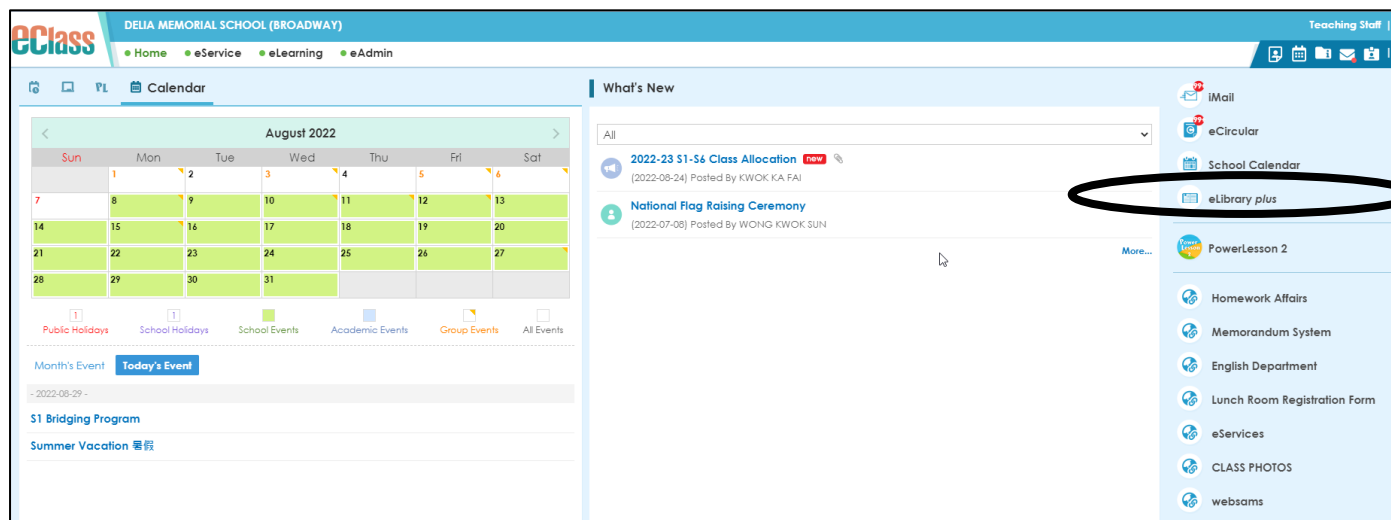 eClass
DELIA MEMORIAL SCHOOL (BROADWAY)
Teaching Staff |
Home eService eLearning eAdmin
PL Calendar
August 2022
Sun Mon Tue Wed Thu Fri Sat
1 2 3 4 5 6
7 8 9 10 11 12 13
14 15 16 17 18 19 20
21 22 23 24 25 26 27
28 29 30 31
1 1
Public Holidays School Holidays School Events Academic Events Group Events All Events
Month's Event Today's Event
- 2022-08-29 -
S1 Bridging Program
Summer Vacation 暑假
What's New
All
2022-23 S1-S6 Class Allocation new
(2022-08-24) Posted By KWOK KA FAI
National Flag Raising Ceremony
(2022-07-08) Posted By WONG KWOK SUN
More...
99+
iMail
99+
eCircular
School Calendar
eLibrary plus
Power Lesson
PowerLesson 2
Homework Affairs
Memorandum System
English Department
Lunch Room Registration Form
eServices
CLASS PHOTOS
websams